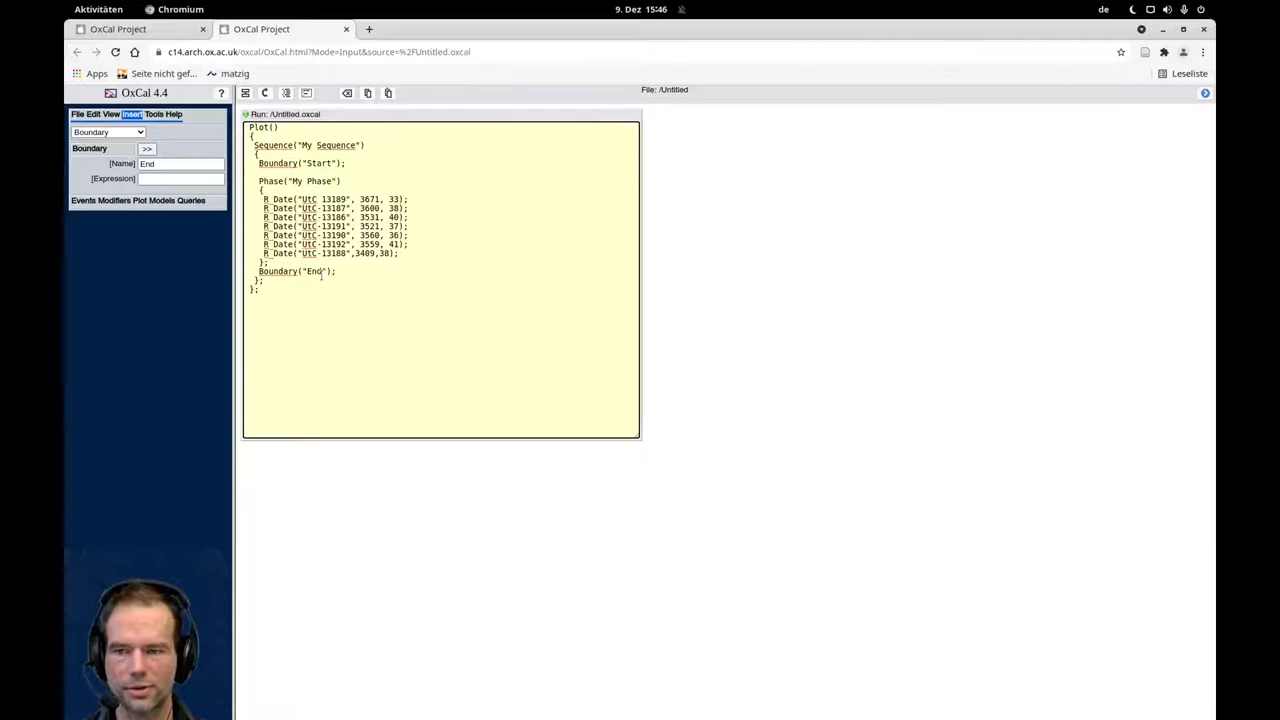 Aktivitäten
Chromium
9. Dez 15:46
de
OxCal Project
OxCal Project
c14.arch.ox.ac.uk/oxcal/OxCal.html?Mode=Input&source=%2FUntitled.oxcal
Apps
Seite nicht gef...
matzig
Leseliste
OxCal 4.4
?
File: /Untitled
File Edit View Insert Tools Help
Boundary
Boundary
>>
[Name]
End
[Expression]
Events Modifiers Plot Models Queries
Run: /Untitled.oxcal
Plot()
{
Sequence("My Sequence")
{
Boundary("Start");
Phase("My Phase")
{
R_Date("UtC 13189", 3671, 33);
R_Date("UtC-13187", 3600, 38);
R_Date("UtC-13186", 3531, 40);
R_Date("UtC-13191", 3521, 37);
R_Date("UtC-13190", 3560, 36);
R_Date("UtC-13192", 3559, 41);
R_Date("UtC-13188",3409,38);
};
Boundary("End");
};
};